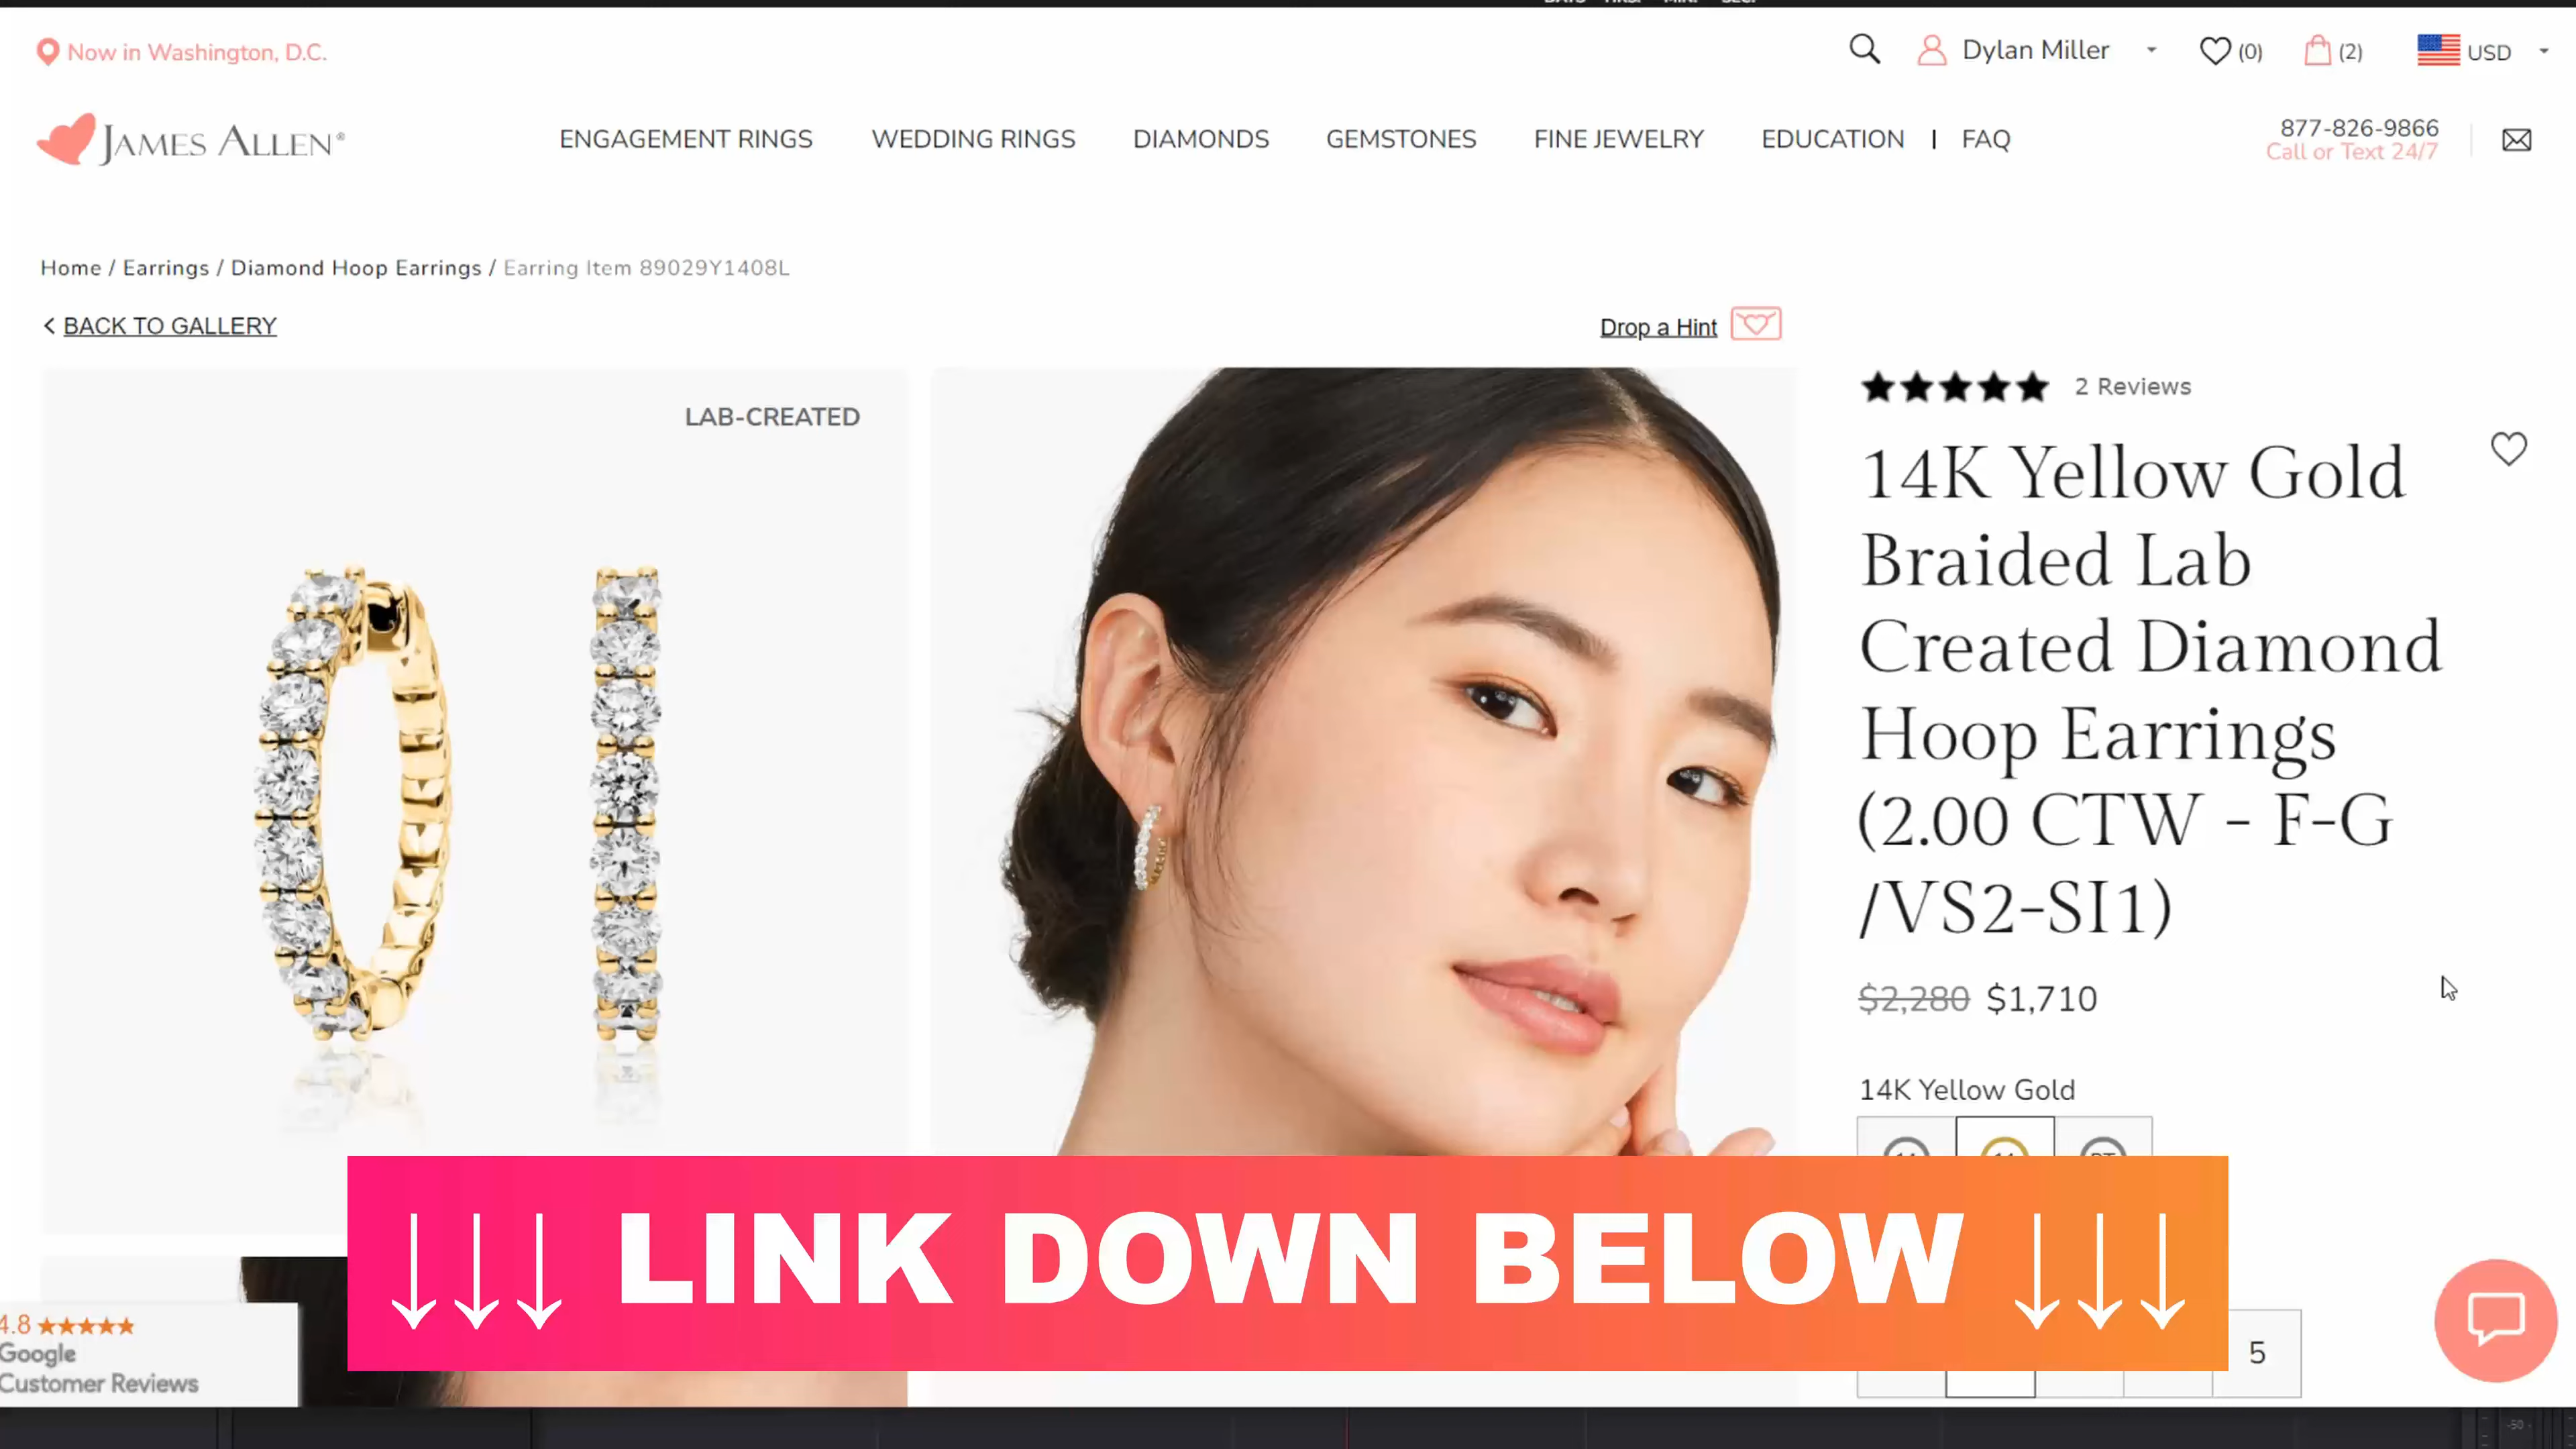 Now in Washington, D.C.
Dylan Miller
(0)
(2)
USD
JAMES ALLEN®
ENGAGEMENT RINGS
WEDDING RINGS
DIAMONDS
GEMSTONES
FINE JEWELRY
EDUCATION | FAQ
877-826-9866
Call or Text 24/7
Home / Earrings / Diamond Hoop Earrings / Earring Item 89029Y1408L
< BACK TO GALLERY
Drop a Hint
LAB-CREATED
2 Reviews
14K Yellow Gold
Braided Lab
Created Diamond
Hoop Earrings
(2.00 CTW - F-G
/VS2-SI1)
$2,280 $1,710
14K Yellow Gold
↓↓↓ LINK DOWN BELOW ↓↓↓
5
4.8 ★★★★★
Google
Customer Reviews
-50